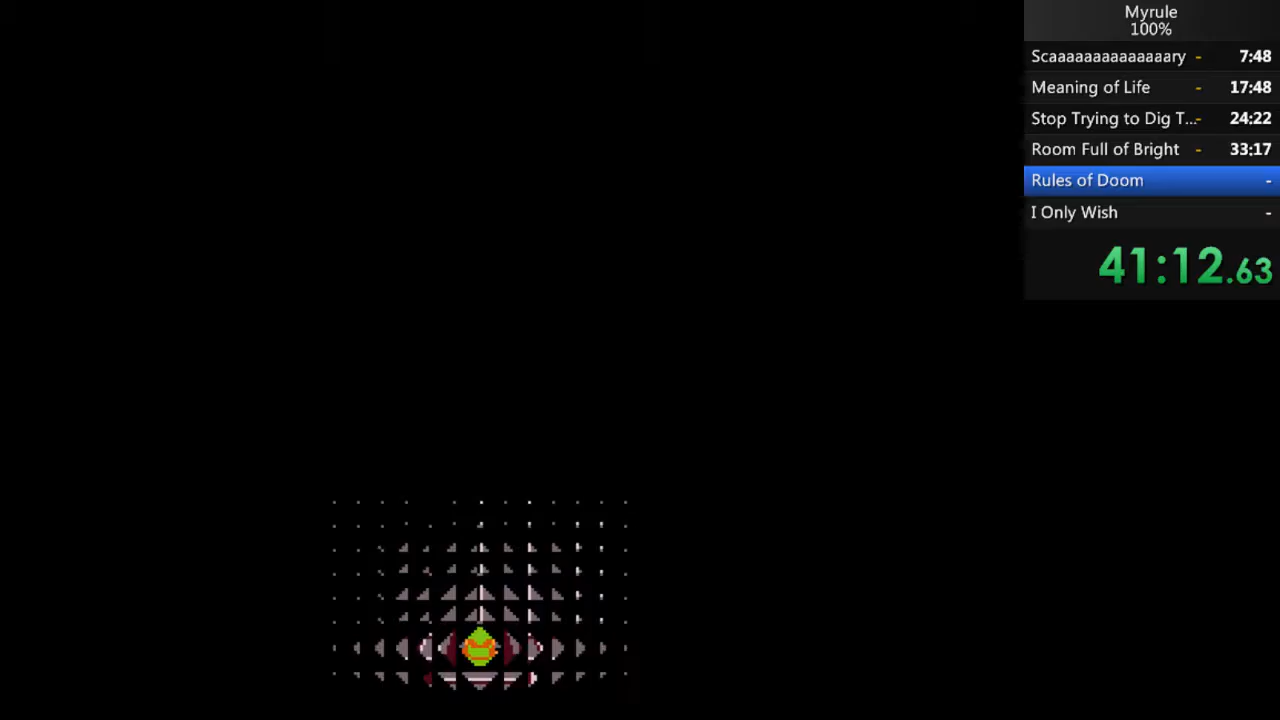 Myrule
100%
Scaaaaaaaaaaaaaary - 7:48
Meaning of Life - 17:48
Stop Trying to Dig T...- 24:22
Room Full of Bright - 33:17
Rules of Doom -
I Only Wish -
41:12.63